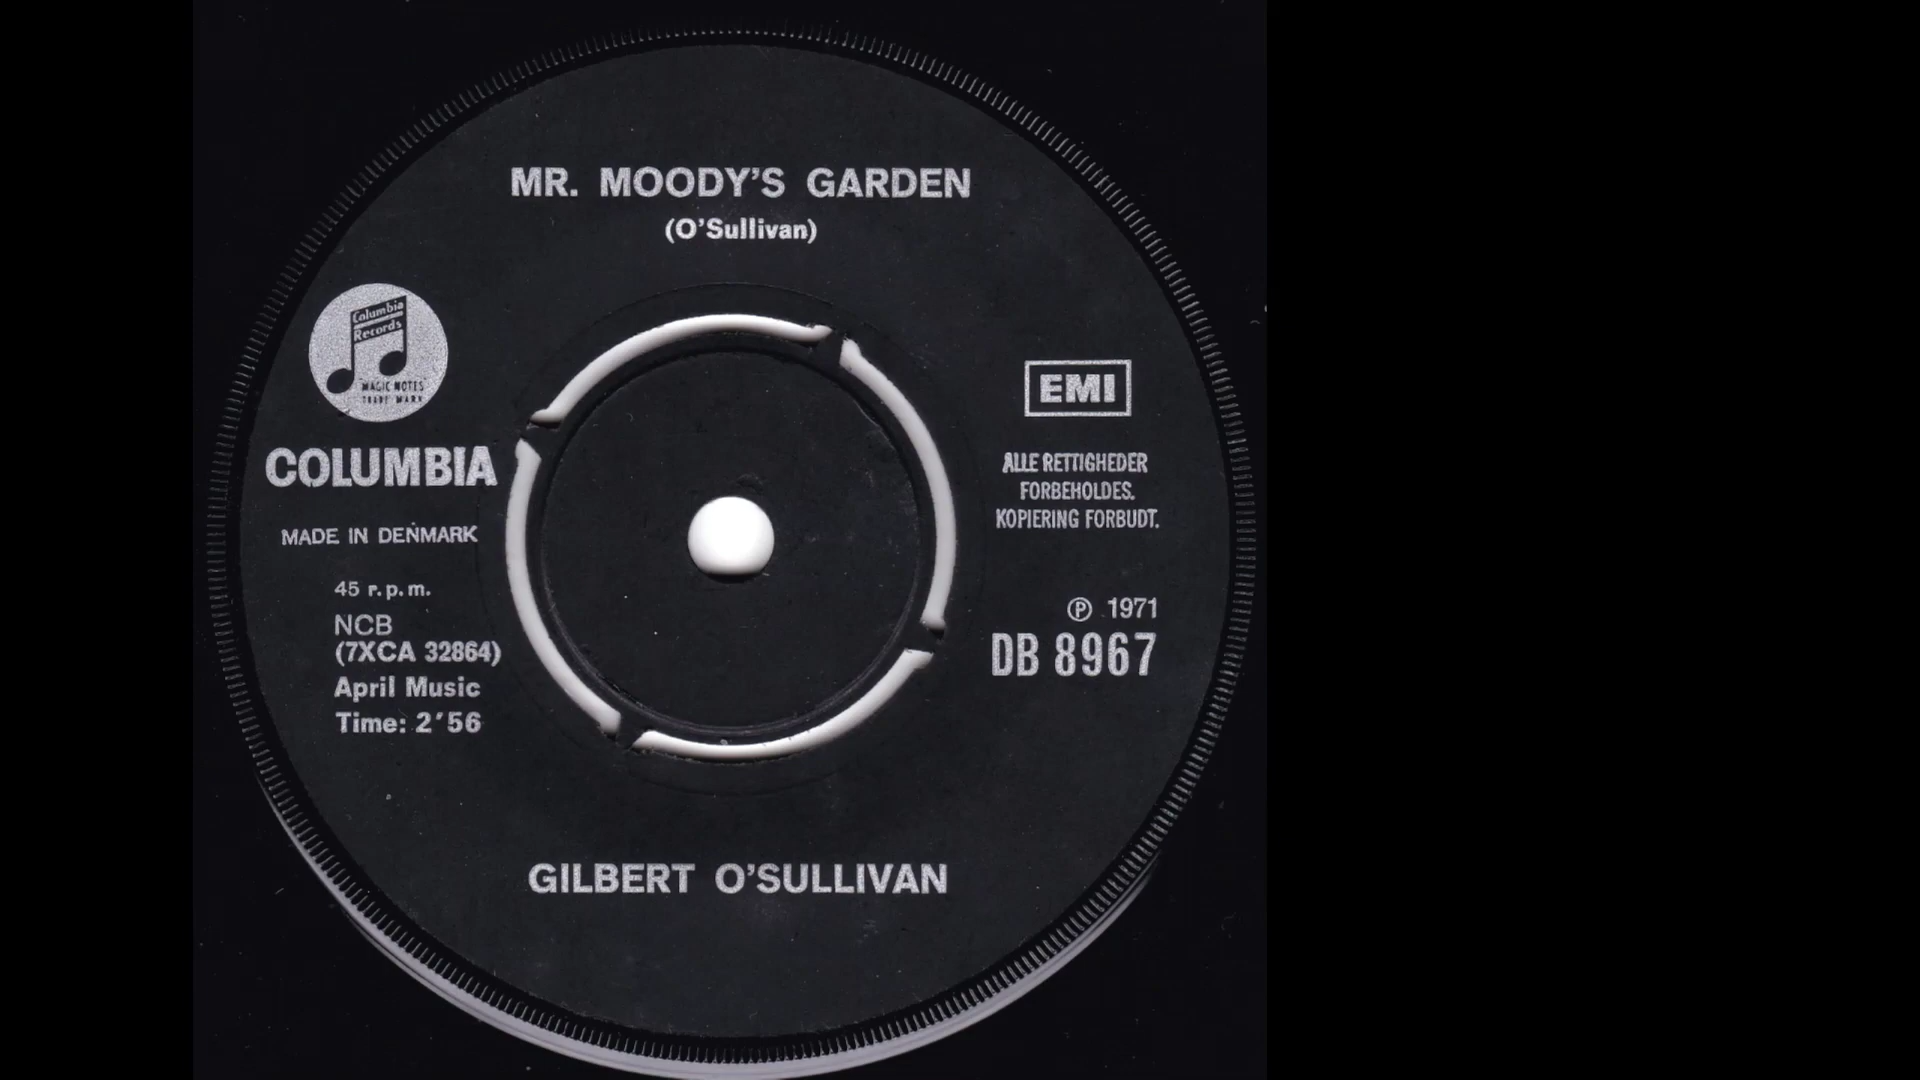 MR. MOODY'S GARDEN
(O'Sullivan)
Columbia
Records
MAGIC NOTES
TRADE MARK
COLUMBIA
MADE IN DENMARK
45 r.p.m.
NCB
(7XCA 32864)
April Music
Time: 2'56
EMI
ALLE RETTIGHEDER
FORBEHOLDES.
KOPIERING FORBUDT.
℗ 1971
DB 8967
GILBERT O'SULLIVAN